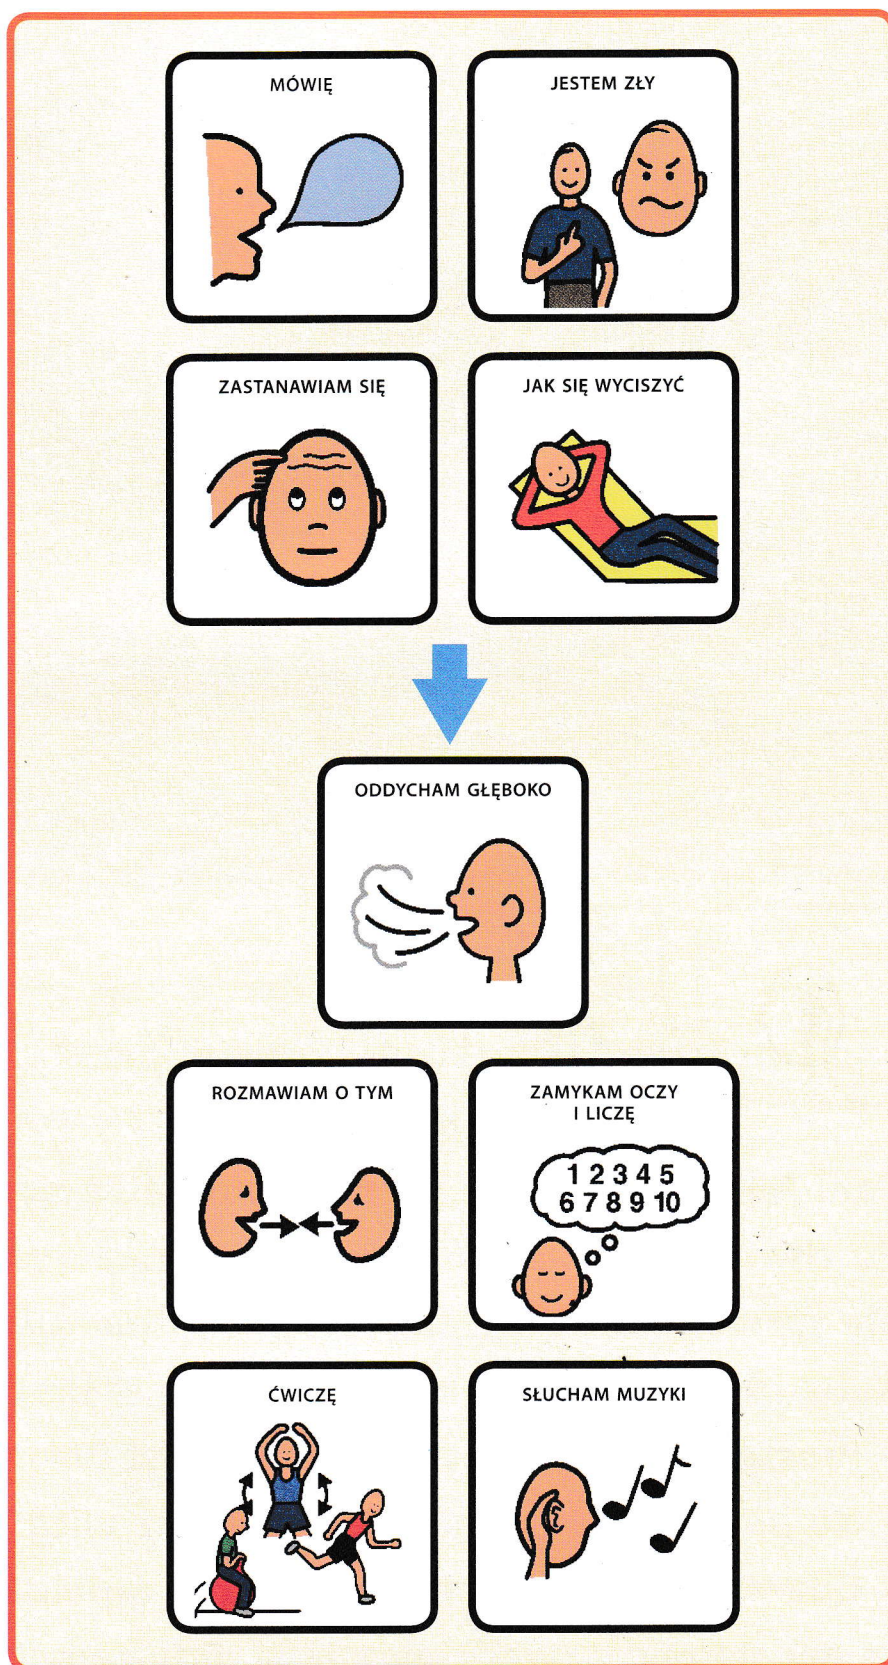 MÓWIĘ
JESTEM ZŁY
ZASTANAWIAM SIĘ
JAK SIĘ WYCISZYĆ
ODDYCHAM GŁĘBOKO
ROZMAWIAM O TYM
ZAMYKAM OCZY
I LICZĘ
1 2 3 4 5
6 7 8 9 10
ĆWICZĘ
SŁUCHAM MUZYKI